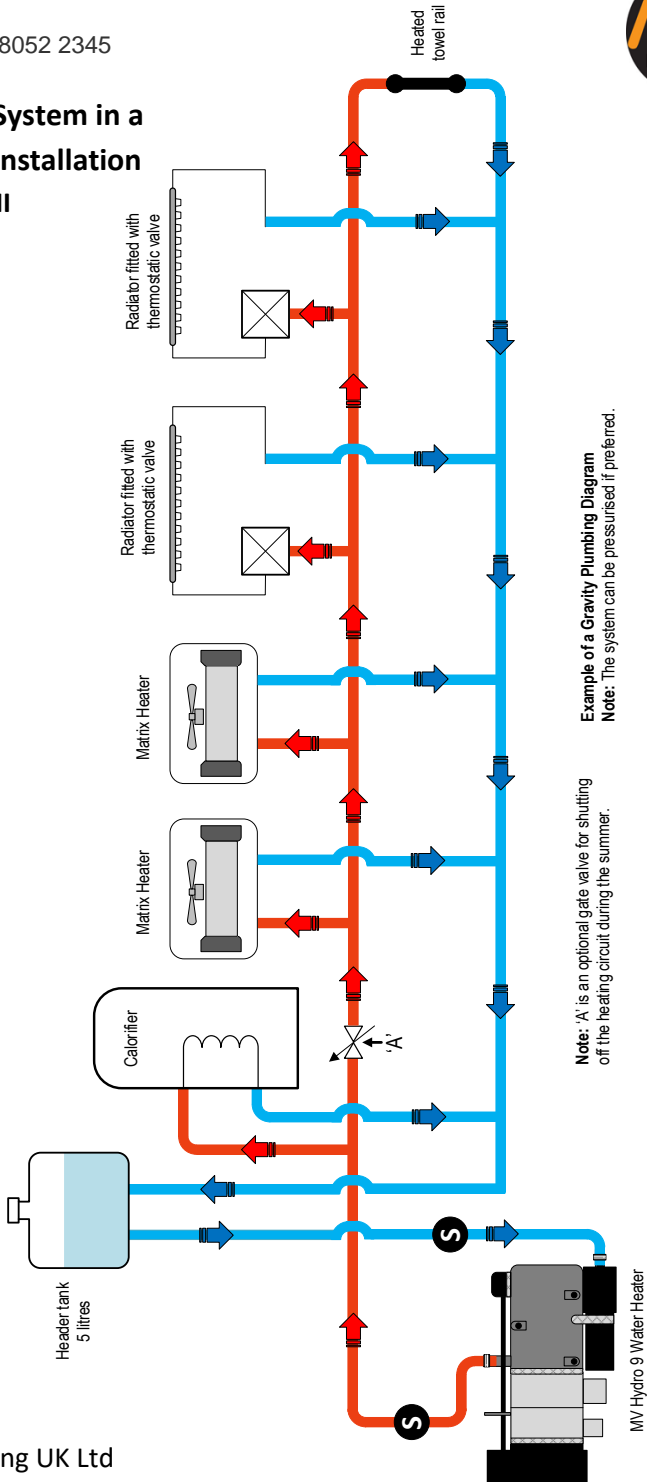 8052 2345
System in a
nstallation
Heated
towel rail
Radiator fitted with
thermostatic valve
Radiator fitted with
thermostatic valve
Matrix Heater
Matrix Heater
Calorifier
'A'
Header tank
5 litres
S
S
MV Hydro 9 Water Heater
Example of a Gravity Plumbing Diagram
Note: The system can be pressurised if preferred.
Note: 'A' is an optional gate valve for shutting
off the heating circuit during the summer.
ng UK Ltd